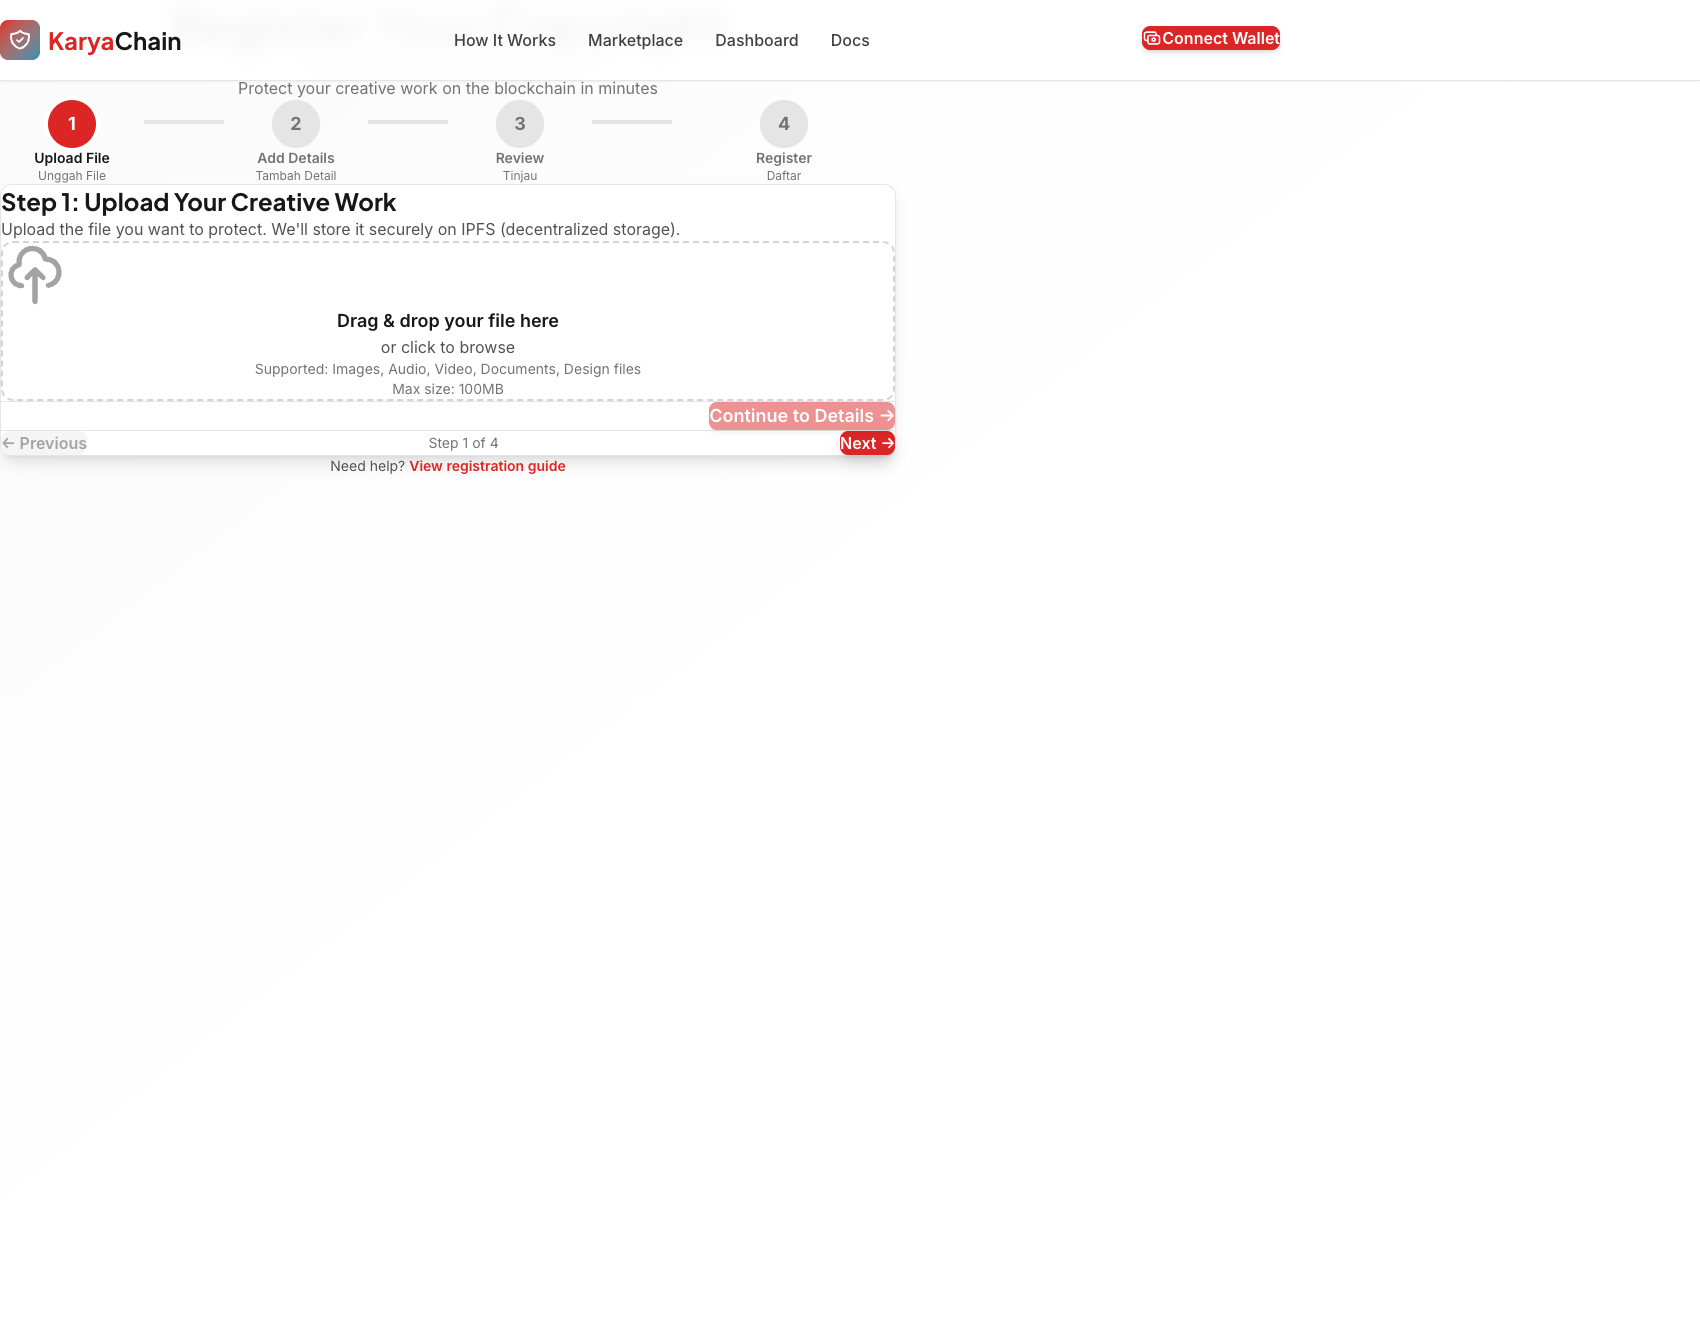 KaryaChain
How It Works
Marketplace
Dashboard
Docs
Connect Wallet
Protect your creative work on the blockchain in minutes
1
2
3
4
Upload File
Add Details
Review
Register
Unggah File
Tambah Detail
Tinjau
Daftar
Step 1: Upload Your Creative Work
Upload the file you want to protect. We'll store it securely on IPFS (decentralized storage).
Drag & drop your file here
or click to browse
Supported: Images, Audio, Video, Documents, Design files
Max size: 100MB
Continue to Details →
← Previous
Step 1 of 4
Next →
Need help? View registration guide